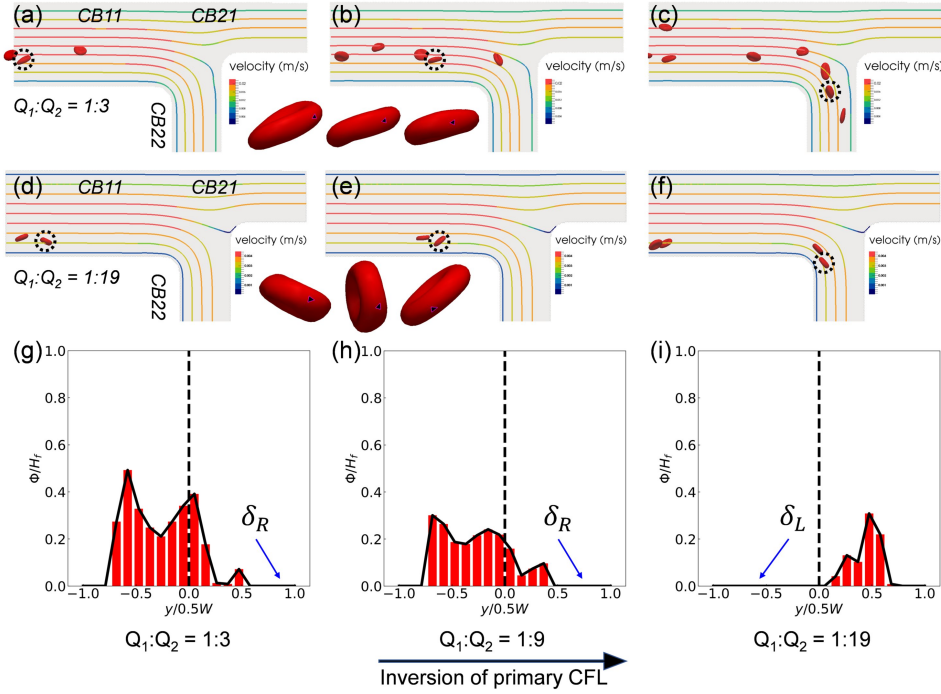 (a) CB11 CB21
(b)
(c)
velocity (m/s)
velocity (m/s)
velocity (m/s)
Q1:Q2 = 1:3
CB22
(d) CB11 CB21
(e)
(f)
velocity (m/s)
velocity (m/s)
velocity (m/s)
Q1:Q2 = 1:19
CB22
(g)
(h)
(i)
1.0
0.8
0.6
0.4
0.2
0.0
Φ/Hf
δR
−1.0 −0.5 0.0 0.5 1.0
y/0.5W
1.0
0.8
0.6
0.4
0.2
0.0
Φ/Hf
δR
−1.0 −0.5 0.0 0.5 1.0
y/0.5W
1.0
0.8
0.6
0.4
0.2
0.0
Φ/Hf
δL
−1.0 −0.5 0.0 0.5 1.0
y/0.5W
Q1:Q2 = 1:3
Q1:Q2 = 1:9
Q1:Q2 = 1:19
Inversion of primary CFL